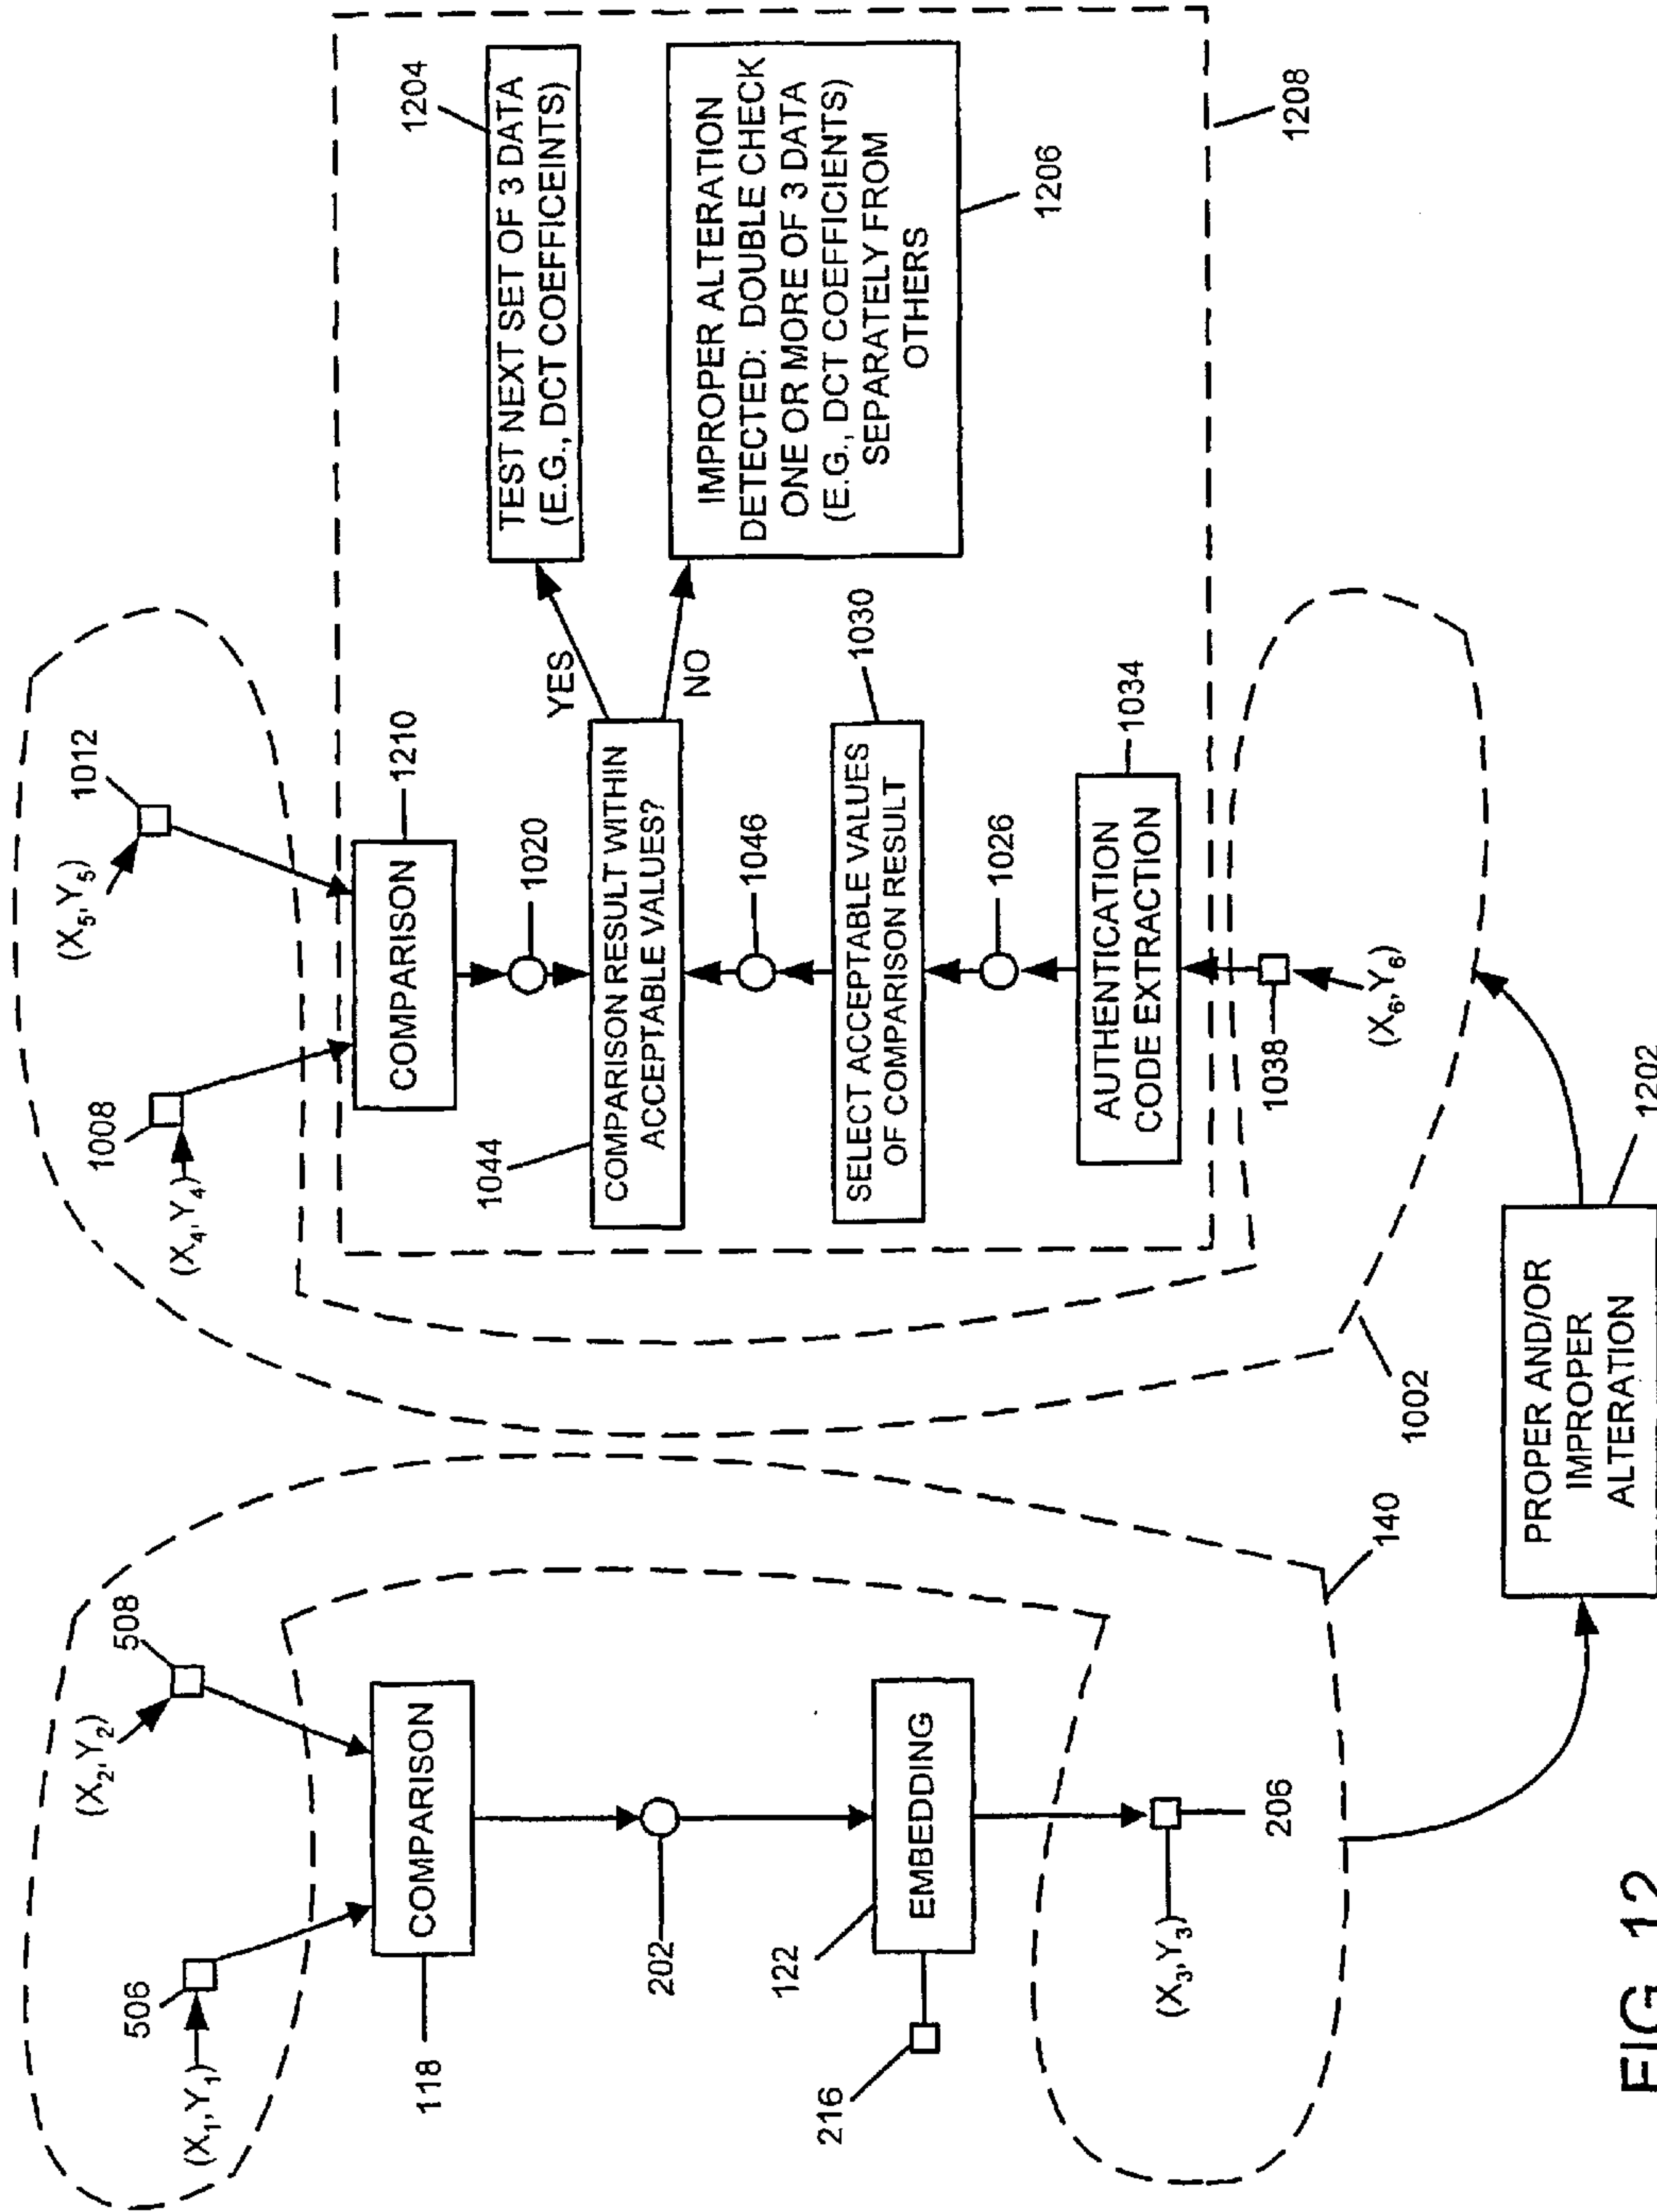 506
(X₁,Y₁)
(X₂,Y₂)
508
118
COMPARISON
202
216
122
EMBEDDING
(X₃,Y₃)
206
140
PROPER AND/OR
IMPROPER
ALTERATION
1202
1002
1008
(X₄,Y₄)
(X₅,Y₅)
1012
COMPARISON
1210
1020
1044
COMPARISON RESULT WITHIN
ACCEPTABLE VALUES?
YES
NO
1046
SELECT ACCEPTABLE VALUES
OF COMPARISON RESULT
1030
1026
AUTHENTICATION
CODE EXTRACTION
1034
1038
(X₆,Y₆)
1204
TEST NEXT SET OF 3 DATA
(E.G., DCT COEFFICEINTS)
IMPROPER ALTERATION
DETECTED: DOUBLE CHECK
ONE OR MORE OF 3 DATA
(E.G., DCT COEFFICIENTS)
SEPARATELY FROM
OTHERS
1206
1208
FIG. 12